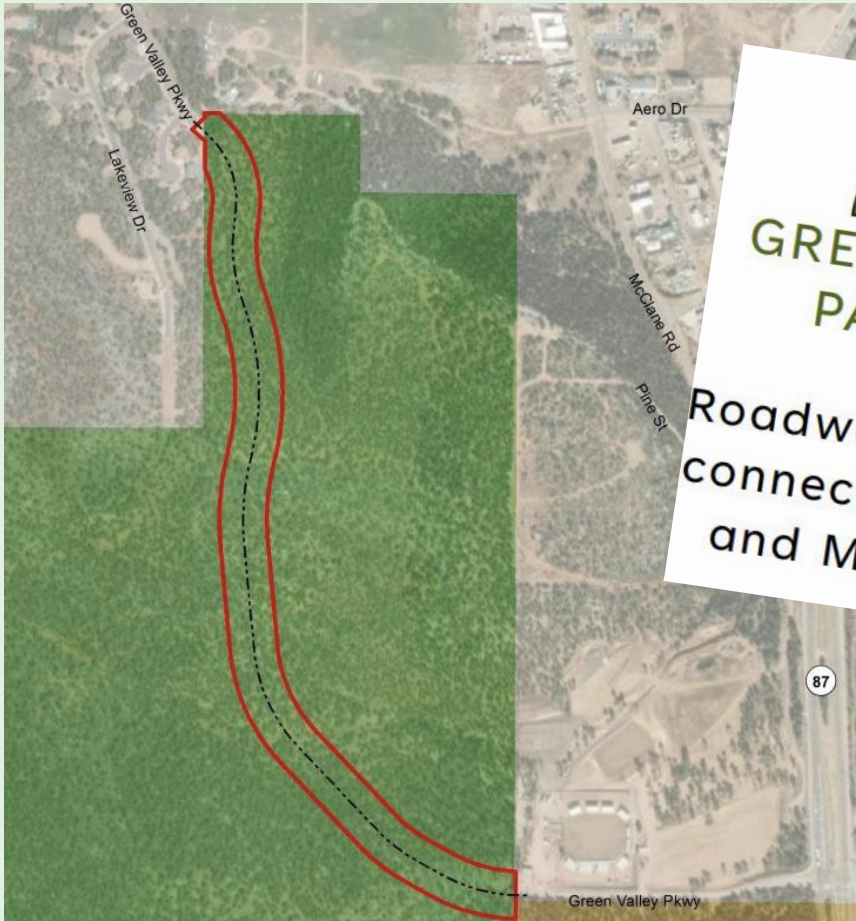 Green Valley Pkwy
Lakeview Dr
Aero Dr
McClane Rd
Pine St
GRE
PA
Roadw
connec
and M
87
Green Valley Pkwy